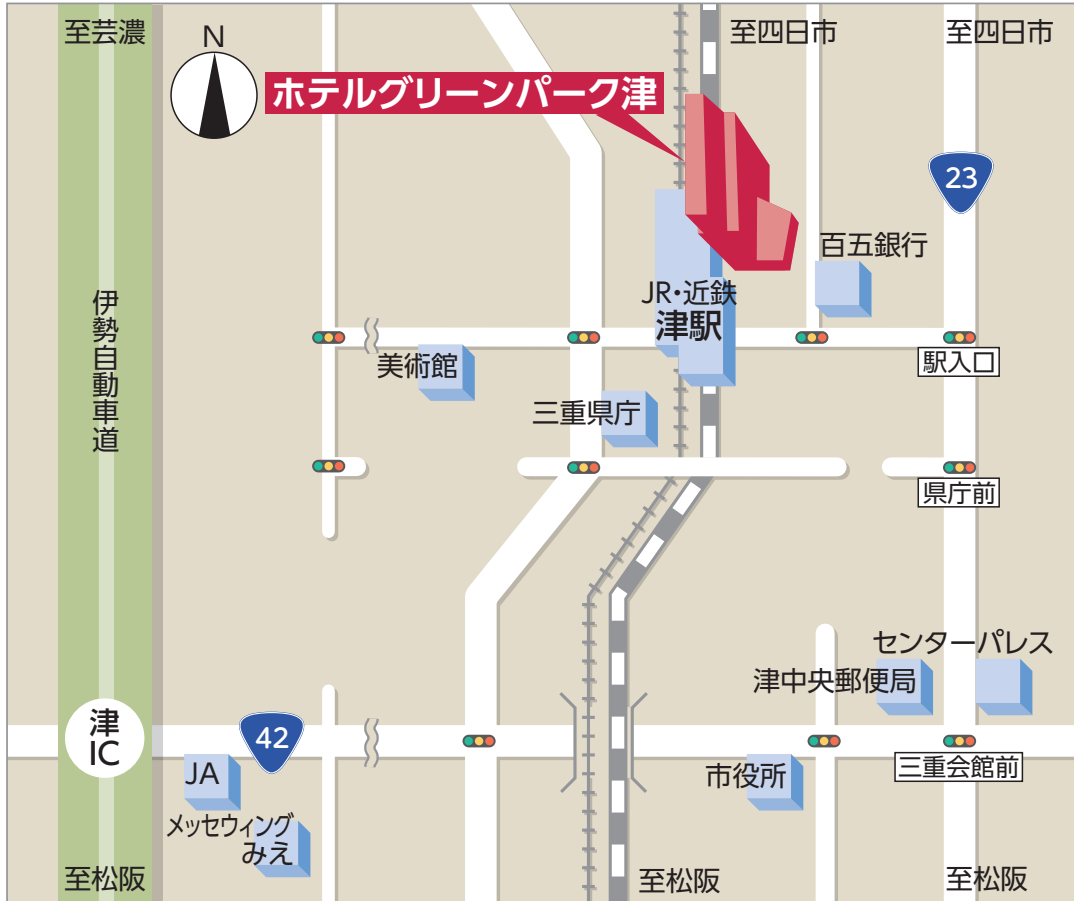 至芸濃
N
至四日市
至四日市
ホテルグリーンパーク津
23
百五銀行
伊勢自動車道
JR・近鉄
津駅
美術館
駅入口
三重県庁
県庁前
センターパレス
津中央郵便局
津
IC
42
JA
市役所
三重会館前
メッセウィング
みえ
至松阪
至松阪
至松阪